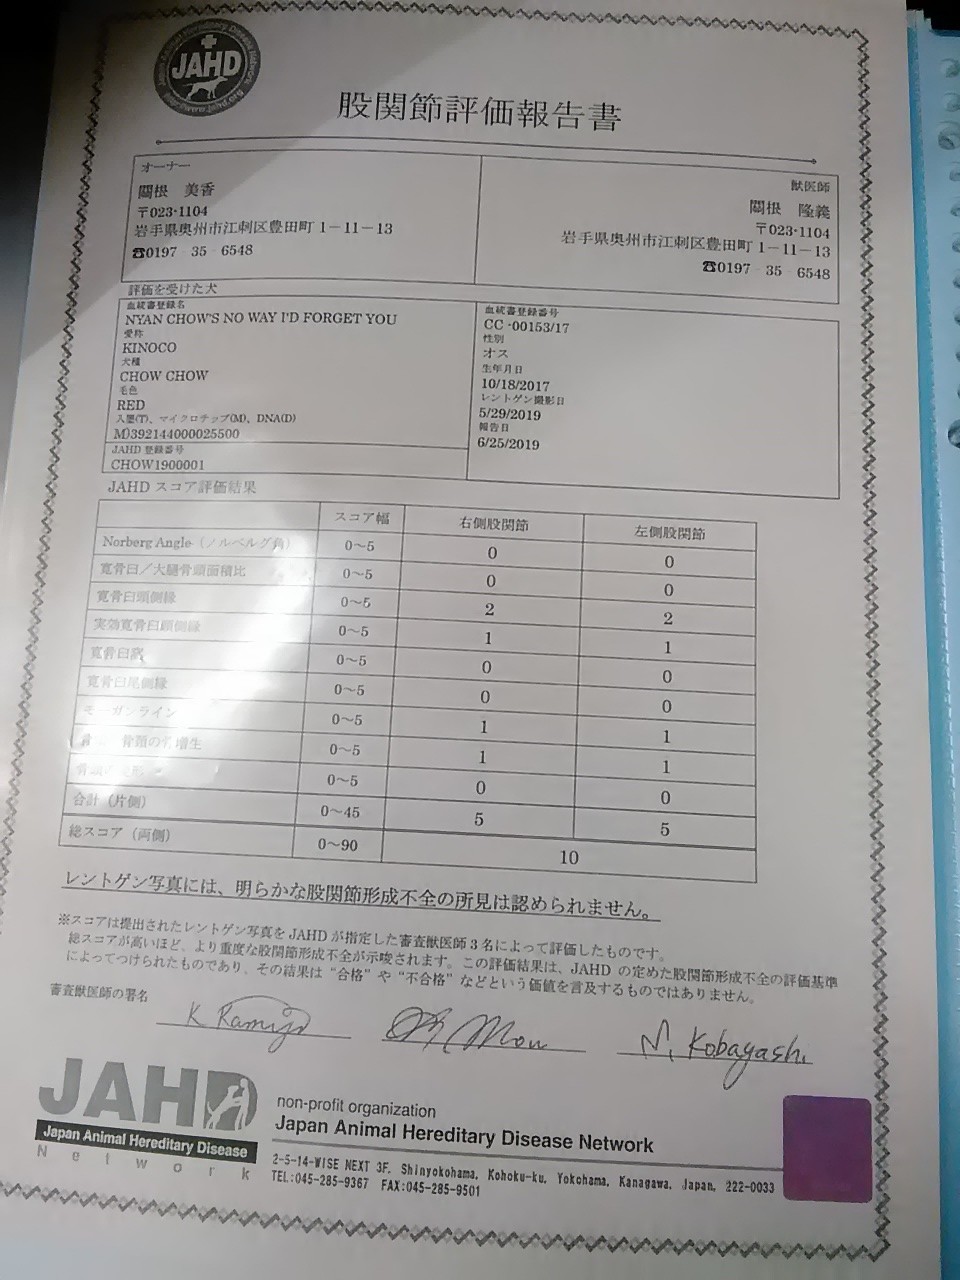 JAHD
股関節評価報告書
オーナー
關根 美香
〒023-1104
岩手県奥州市江刺区豊田町 1-11-13
☎0197 35 6548
獣医師
關根 隆義
〒023-1104
岩手県奥州市江刺区豊田町 1-11-13
☎0197 35 6548
評価を受けた犬
血統書登録名
NYAN CHOW'S NO WAY I'D FORGET YOU
愛称
KINOCO
犬種
CHOW CHOW
毛色
RED
入墨(T)、マイクロチップ(M)、DNA(D)
M)392144000025500
JAHD 登録番号
CHOW1900001
血統書登録番号
CC -00153/17
性別
オス
生年月日
10/18/2017
レントゲン撮影日
5/29/2019
報告日
6/25/2019
JAHD スコア評価結果
スコア幅 右側股関節 左側股関節
Norberg Angle (ノルベルグ角) 0~5 0 0
寛骨臼/大腿骨頭面積比 0~5 0 0
寛骨臼頭側縁 0~5 2 2
実効寛骨臼頭側縁 0~5 1 1
寛骨臼窩 0~5 0 0
寛骨臼尾側縁 0~5 0 0
モーガンライン 0~5 1 1
骨頸の骨増生 0~5 1 1
0~5 0 0
合計(片側) 0~45 5 5
総スコア(両側) 0~90 10
レントゲン写真には、明らかな股関節形成不全の所見は認められません。
※スコアは提出されたレントゲン写真をJAHDが指定した審査獣医師3名によって評価したものです。
総スコアが高いほど、より重度な股関節形成不全が示唆されます。この評価結果は、JAHD の定めた股関節形成不全の評価基準
によってつけられたものであり、その結果は"合格"や"不合格"などという価値を言及するものではありません。
審査獣医師の署名
N. Kobayashi
JAHD
Japan Animal Hereditary Disease
Network
non-profit organization
Japan Animal Hereditary Disease Network
2-5-14-WISE NEXT 3F. Shinyokohama, Kohoku-ku, Yokohama, Kanagawa, Japan, 222-0033
TEL:045-285-9367 FAX:045-285-9501